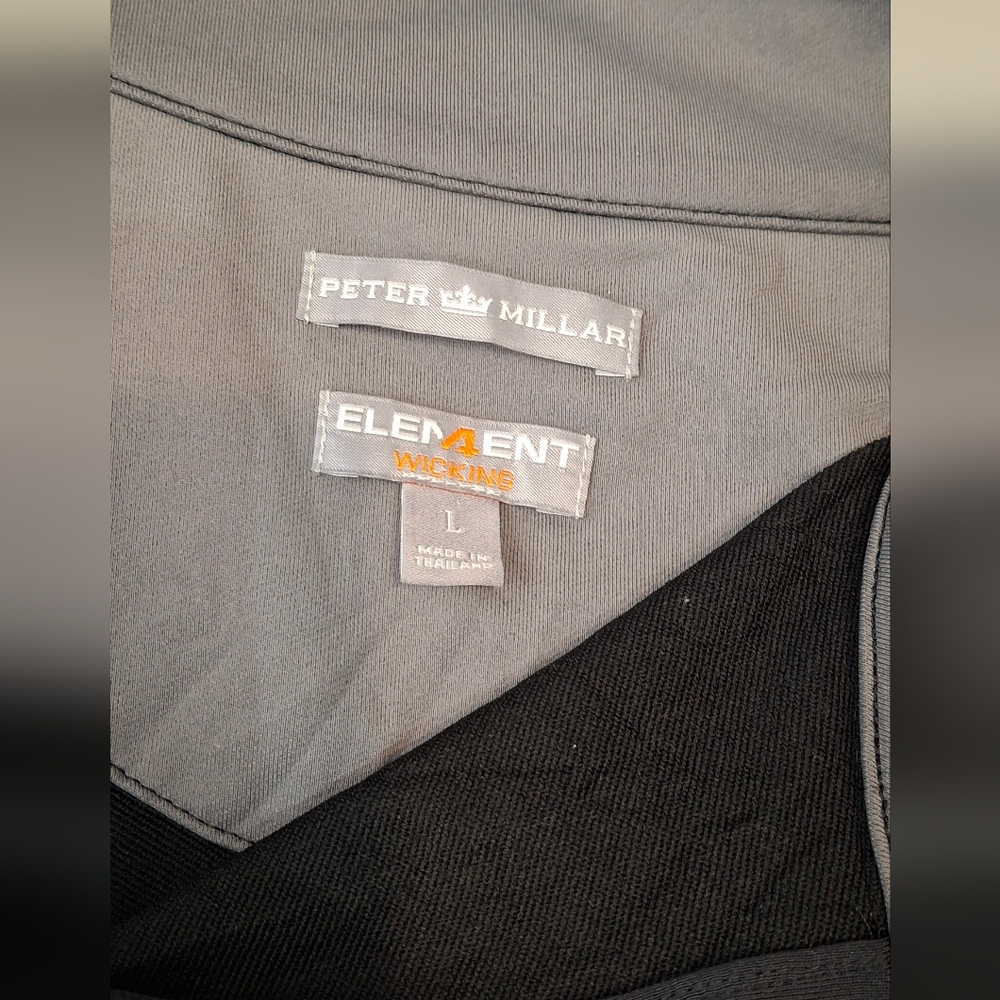 PETER MILLAR
ELEM4ENT
WICKING
L
MADE IN
THAILAND